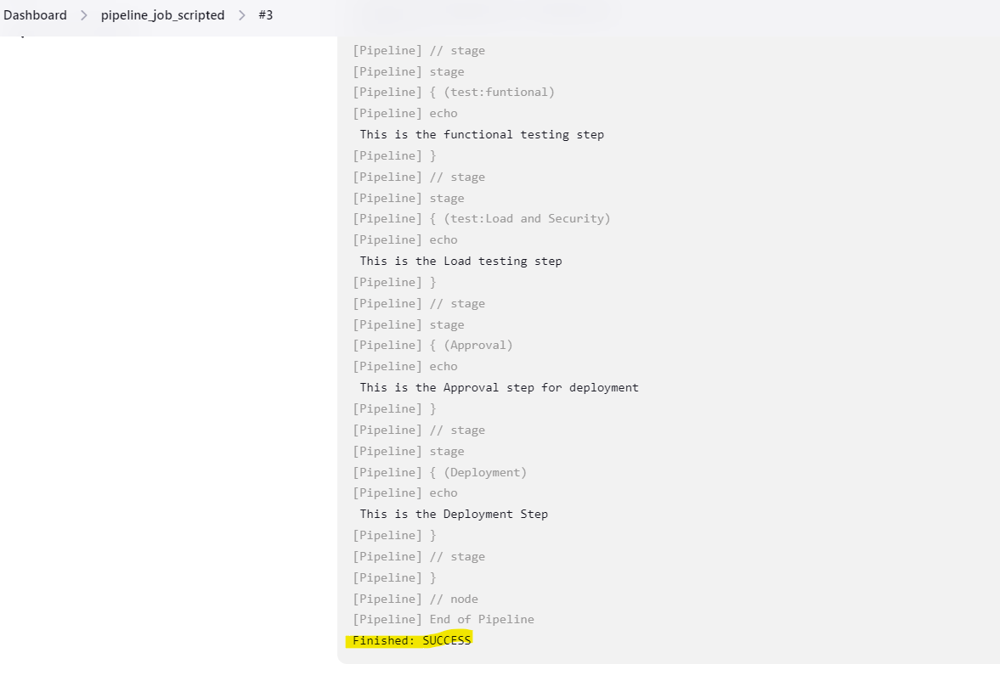 Dashboard > pipeline_job_scripted > #3
[Pipeline] // stage
[Pipeline] stage
[Pipeline] { (test:funtional)
[Pipeline] echo
This is the functional testing step
[Pipeline] }
[Pipeline] // stage
[Pipeline] stage
[Pipeline] { (test:Load and Security)
[Pipeline] echo
This is the Load testing step
[Pipeline] }
[Pipeline] // stage
[Pipeline] stage
[Pipeline] { (Approval)
[Pipeline] echo
This is the Approval step for deployment
[Pipeline] }
[Pipeline] // stage
[Pipeline] stage
[Pipeline] { (Deployment)
[Pipeline] echo
This is the Deployment Step
[Pipeline] }
[Pipeline] // stage
[Pipeline] }
[Pipeline] // node
[Pipeline] End of Pipeline
Finished: SUCCESS